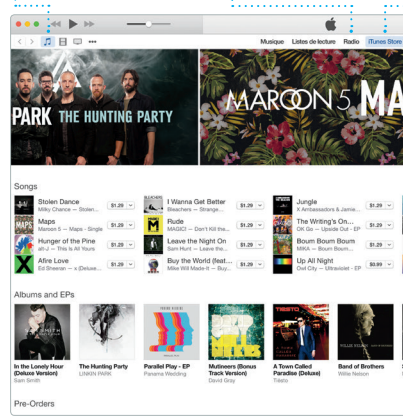 Musique Listes de lecture Radio iTunes Store
PARK THE HUNTING PARTY
MAROON 5 MA
Songs
Stolen Dance
Milky Chance — Stolen...
$1.29
I Wanna Get Better
Bleachers — Strange...
$1.29
Jungle
X Ambassadors & Jamie...
$1.29
Maps
Maroon 5 — Maps - Single
$1.29
Rude
MAGIC! — Don't Kill the...
$1.29
The Writing's On...
OK Go — Upside Out - EP
$1.29
Hunger of the Pine
alt-J — This Is All Yours
$1.29
Leave the Night On
Sam Hunt — Leave the...
$1.29
Boum Boum Boum
MIKA — Boum Boum...
$1.29
Afire Love
Ed Sheeran — x (Deluxe...
$1.29
Buy the World (feat...
Mike Will Made-It — Buy...
$1.29
Up All Night
Owl City — Ultraviolet - EP
$0.99
Albums and EPs
In the Lonely Hour
(Deluxe Version)
Sam Smith
The Hunting Party
LINKIN PARK
Parallel Play - EP
Panama Wedding
Mutineers (Bonus
Track Version)
David Gray
A Town Called
Paradise (Deluxe)
Tiësto
Band of Brothers
Willie Nelson
Pre-Orders